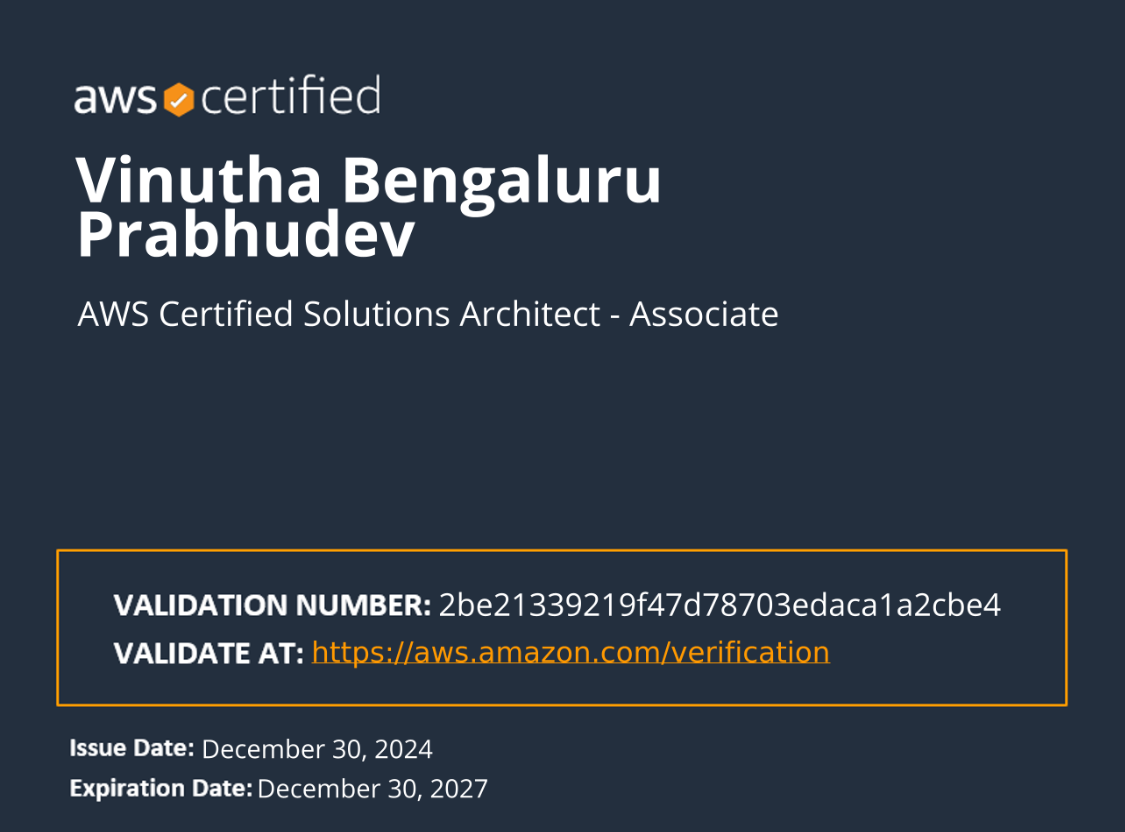 aws certified
Vinutha Bengaluru
Prabhudev
AWS Certified Solutions Architect - Associate
VALIDATION NUMBER: 2be21339219f47d78703edaca1a2cbe4
VALIDATE AT: https://aws.amazon.com/verification
Issue Date: December 30, 2024
Expiration Date: December 30, 2027